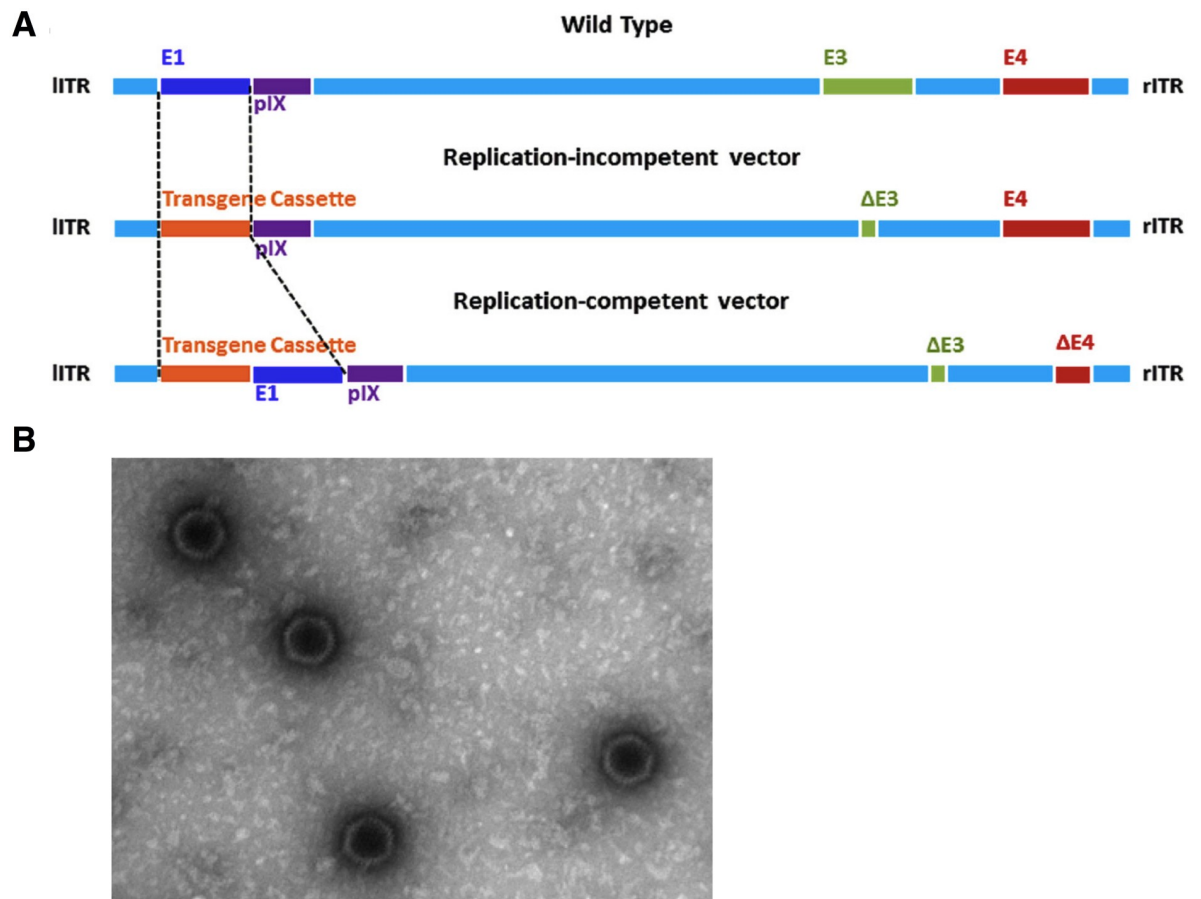 A
Wild Type
E1 E3 E4
lITR rITR
pIX
Replication-incompetent vector
Transgene Cassette ΔE3 E4
lITR rITR
pIX
Replication-competent vector
Transgene Cassette ΔE3 ΔE4
lITR rITR
E1 pIX
B